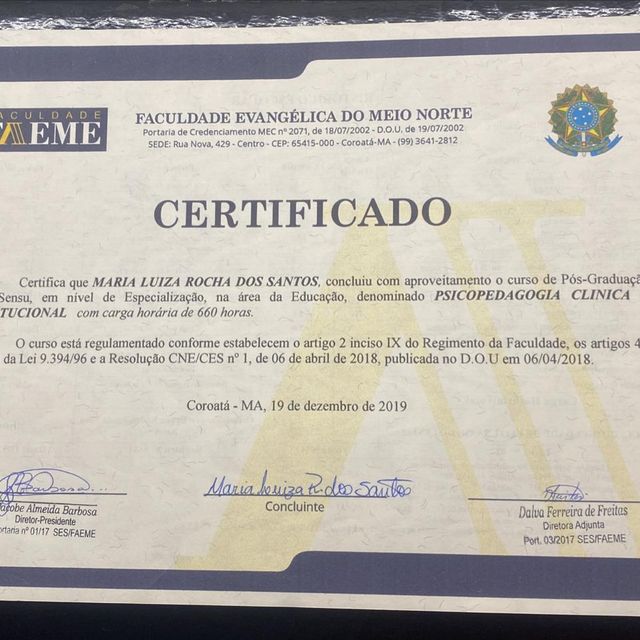 FACULDADE
FAEME
FACULDADE EVANGÉLICA DO MEIO NORTE
Portaria de Credenciamento MEC nº 2071, de 18/07/2002 - D.O.U, de 19/07/2002
SEDE: Rua Nova, 429 - Centro - CEP: 65415-000 - Coroatá-MA - (99) 3641-2812
CERTIFICADO
Certifica que MARIA LUIZA ROCHA DOS SANTOS, concluiu com aproveitamento o curso de Pós-Graduaçã
Sensu, em nível de Especialização, na área da Educação, denominado PSICOPEDAGOGIA CLINICA
TUCIONAL com carga horária de 660 horas.
O curso está regulamentado conforme estabelecem o artigo 2 inciso IX do Regimento da Faculdade, os artigos 4
da Lei 9.394/96 e a Resolução CNE/CES nº 1, de 06 de abril de 2018, publicada no D.O.U em 06/04/2018.
Coroatá - MA, 19 de dezembro de 2019
Maria Luiza R. dos Santos
Concluinte
Almeida Barbosa
Diretor-Presidente
ortaria nº 01/17 SES/FAEME
Dalva Ferreira de Freitas
Diretora Adjunta
Port. 03/2017 SES/FAEME